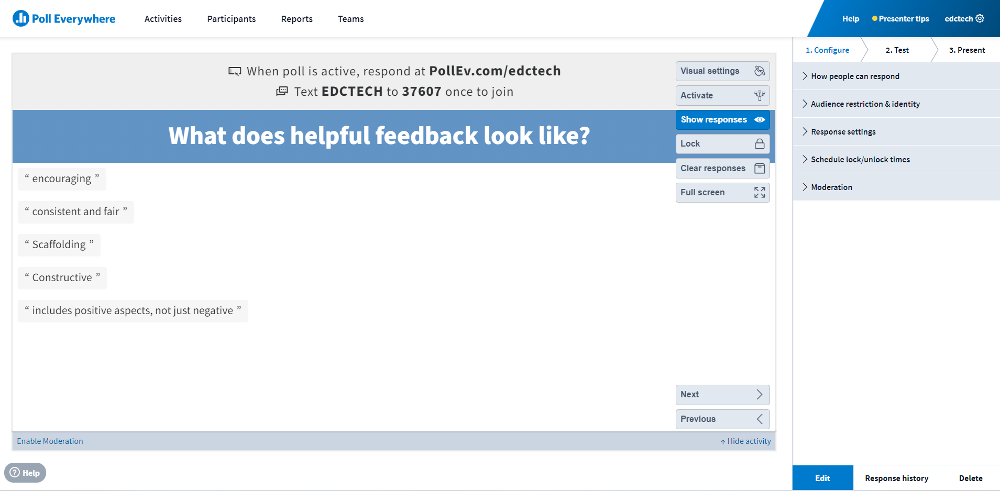 Poll Everywhere
Activities
Participants
Reports
Teams
Help
Presenter tips
edctech
When poll is active, respond at PollEv.com/edctech
Text EDCTECH to 37607 once to join
What does helpful feedback look like?
“ encouraging ”
“ consistent and fair ”
“ Scaffolding ”
“ Constructive ”
“ includes positive aspects, not just negative ”
Visual settings
Activate
Show responses
Lock
Clear responses
Full screen
Next
Previous
Enable Moderation
Hide activity
Help
1. Configure
2. Test
3. Present
How people can respond
Audience restriction & identity
Response settings
Schedule lock/unlock times
Moderation
Edit
Response history
Delete